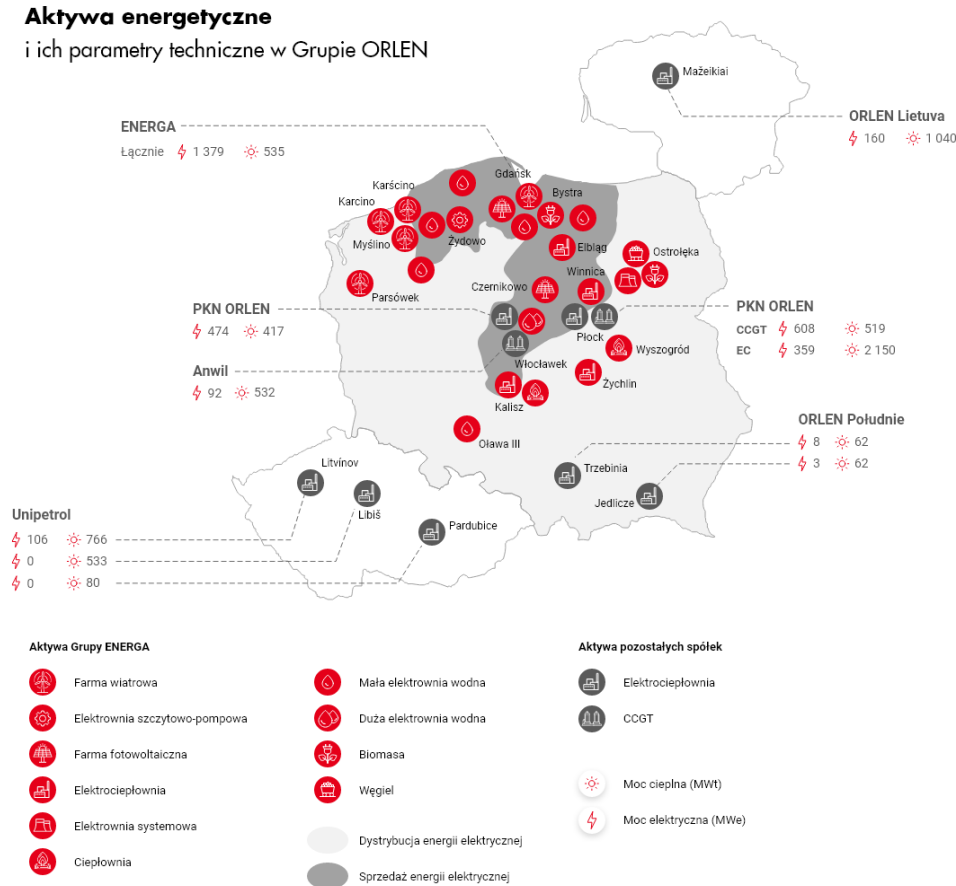 Aktywa energetyczne
i ich parametry techniczne w Grupie ORLEN
Mažeikiai
ORLEN Lietuva
160 1 040
ENERGA
Łącznie 1 379 535
Gdańsk
Karścino
Bystra
Karcino
Myślino
Żydowo
Elbląg
Ostrołęka
Winnica
Czernikowo
Parsówek
PKN ORLEN
474 417
PKN ORLEN
CCGT 608 519
EC 359 2 150
Płock
Wyszogród
Włocławek
Anwil
92 532
Żychlin
Kalisz
ORLEN Południe
8 62
3 62
Oława III
Litvínov
Trzebinia
Jedlicze
Libiš
Pardubice
Unipetrol
106 766
0 533
0 80
Aktywa Grupy ENERGA
Farma wiatrowa
Elektrownia szczytowo-pompowa
Farma fotowoltaiczna
Elektrociepłownia
Elektrownia systemowa
Ciepłownia
Mała elektrownia wodna
Duża elektrownia wodna
Biomasa
Węgiel
Dystrybucja energii elektrycznej
Sprzedaż energii elektrycznej
Aktywa pozostałych spółek
Elektrociepłownia
CCGT
Moc cieplna (MWt)
Moc elektryczna (MWe)